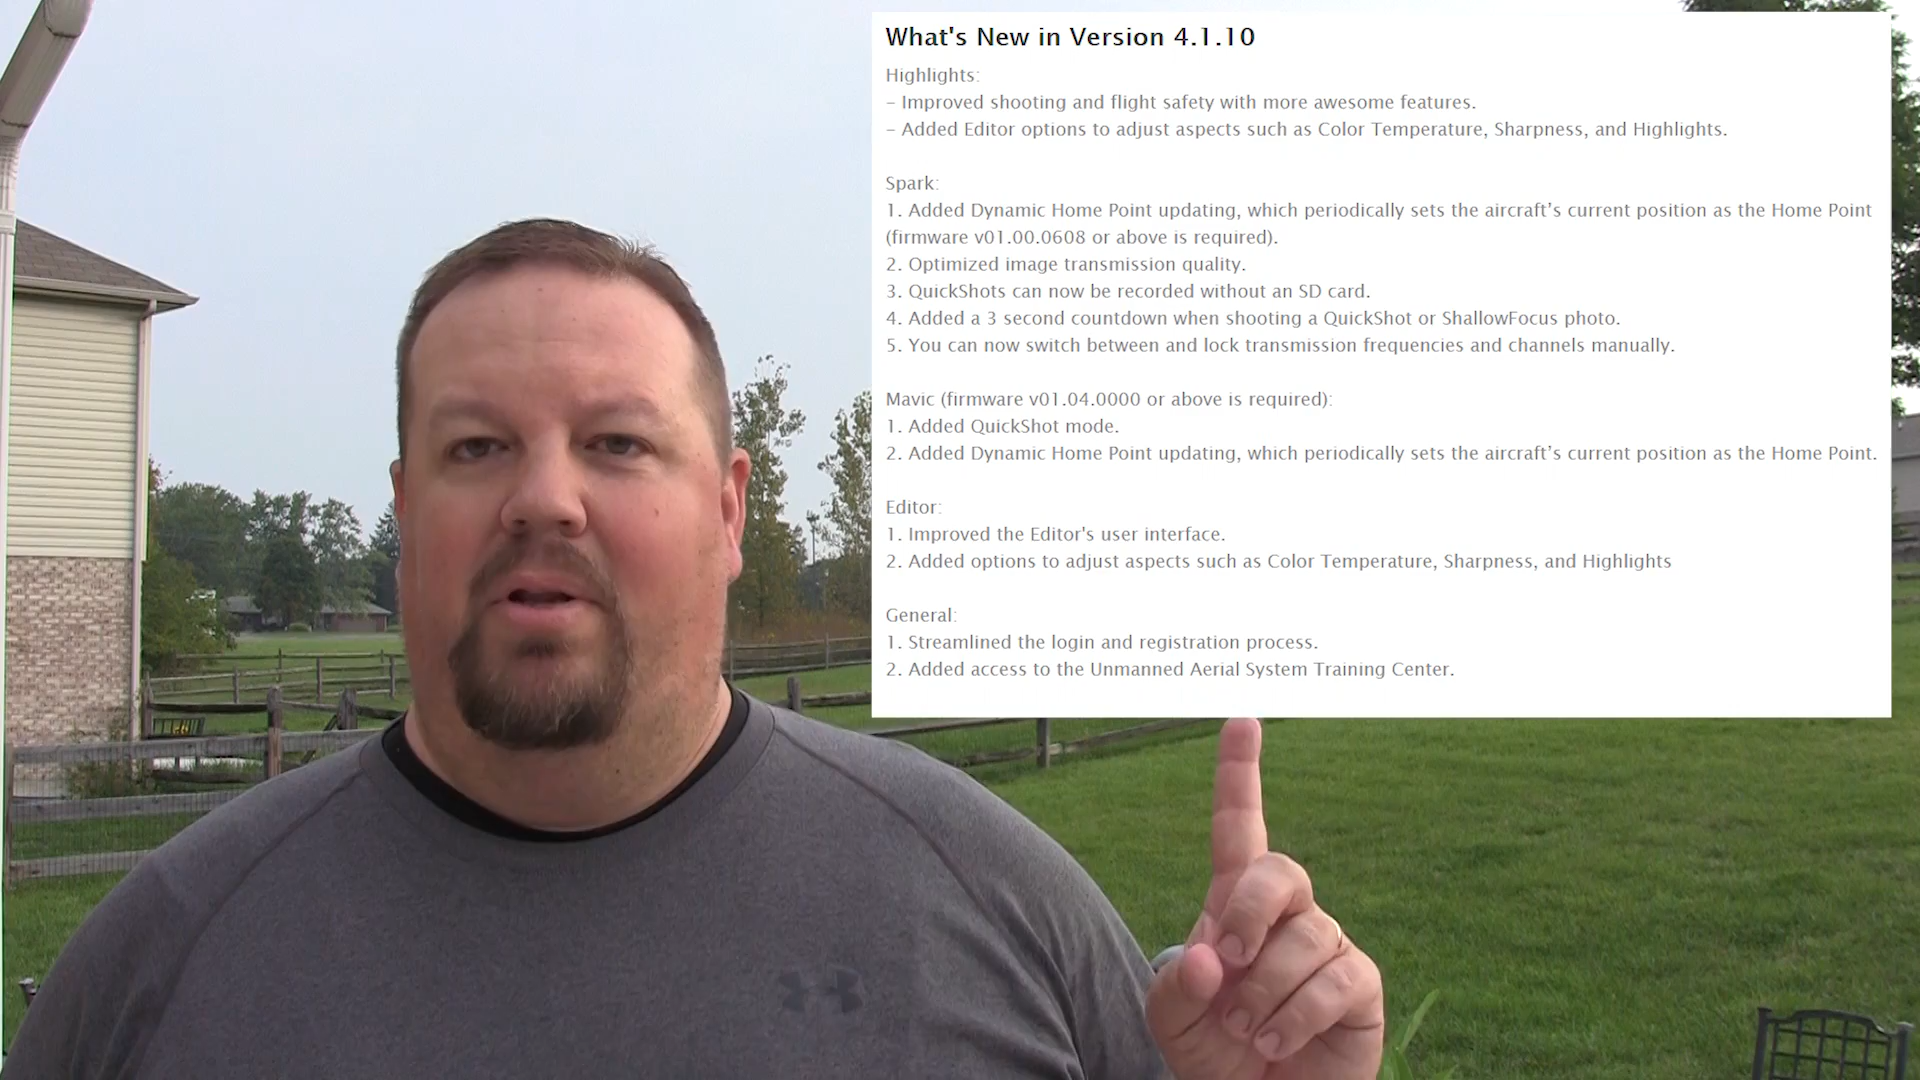 What's New in Version 4.1.10
Highlights:
– Improved shooting and flight safety with more awesome features.
– Added Editor options to adjust aspects such as Color Temperature, Sharpness, and Highlights.
Spark:
1. Added Dynamic Home Point updating, which periodically sets the aircraft’s current position as the Home Point
(firmware v01.00.0608 or above is required).
2. Optimized image transmission quality.
3. QuickShots can now be recorded without an SD card.
4. Added a 3 second countdown when shooting a QuickShot or ShallowFocus photo.
5. You can now switch between and lock transmission frequencies and channels manually.
Mavic (firmware v01.04.0000 or above is required):
1. Added QuickShot mode.
2. Added Dynamic Home Point updating, which periodically sets the aircraft’s current position as the Home Point.
Editor:
1. Improved the Editor's user interface.
2. Added options to adjust aspects such as Color Temperature, Sharpness, and Highlights
General:
1. Streamlined the login and registration process.
2. Added access to the Unmanned Aerial System Training Center.